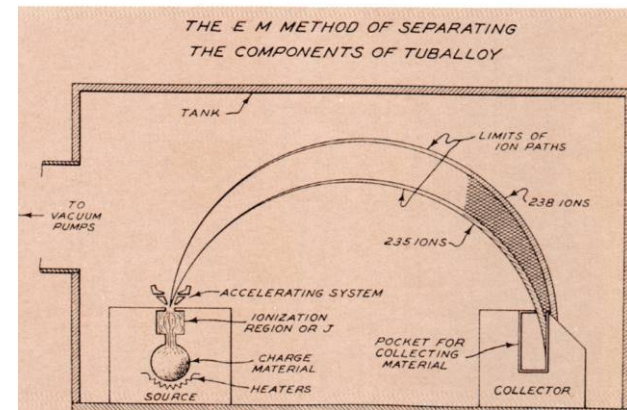 THE E M METHOD OF SEPARATING
THE COMPONENTS OF TUBALLOY
TANK
LIMITS OF
ION PATHS
238 IONS
TO
VACUUM
PUMPS
235 IONS
ACCELERATING SYSTEM
IONIZATION
REGION OR J
CHARGE
MATERIAL
HEATERS
SOURCE
POCKET FOR
COLLECTING
MATERIAL
COLLECTOR